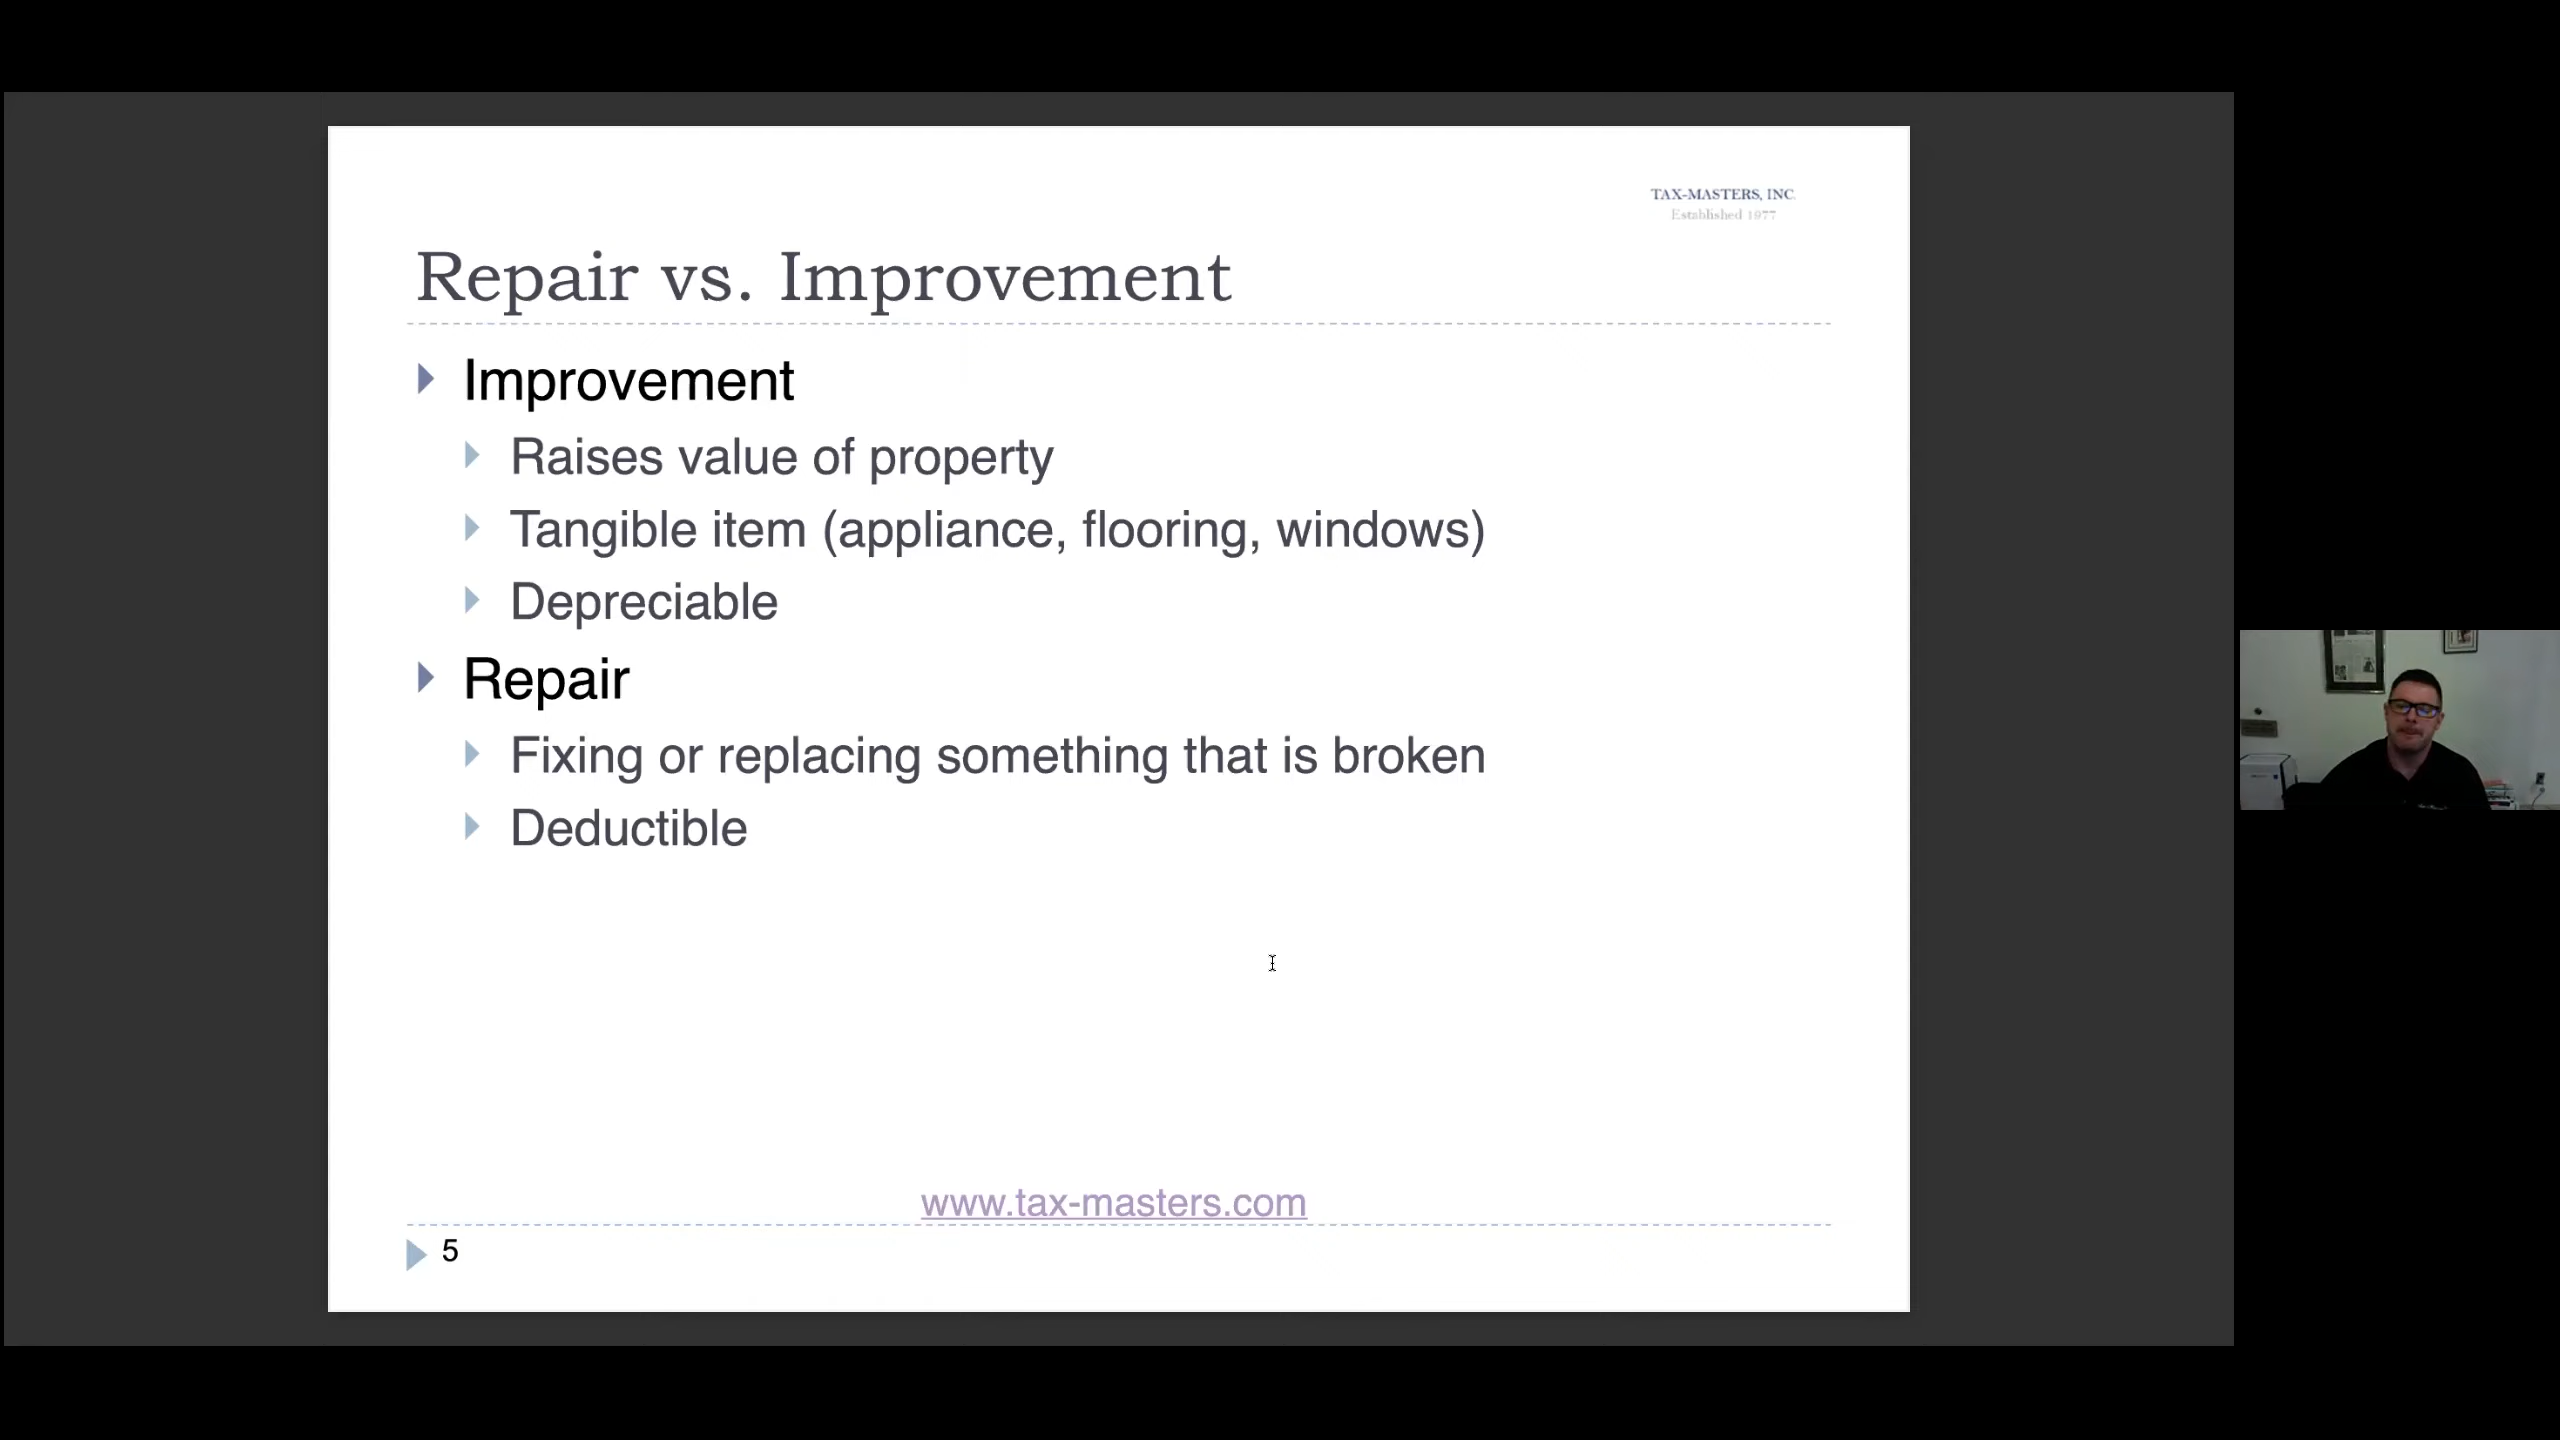 TAX-MASTERS, INC.
Established 1977
Repair vs. Improvement
Improvement
Raises value of property
Tangible item (appliance, flooring, windows)
Depreciable
Repair
Fixing or replacing something that is broken
Deductible
www.tax-masters.com
5